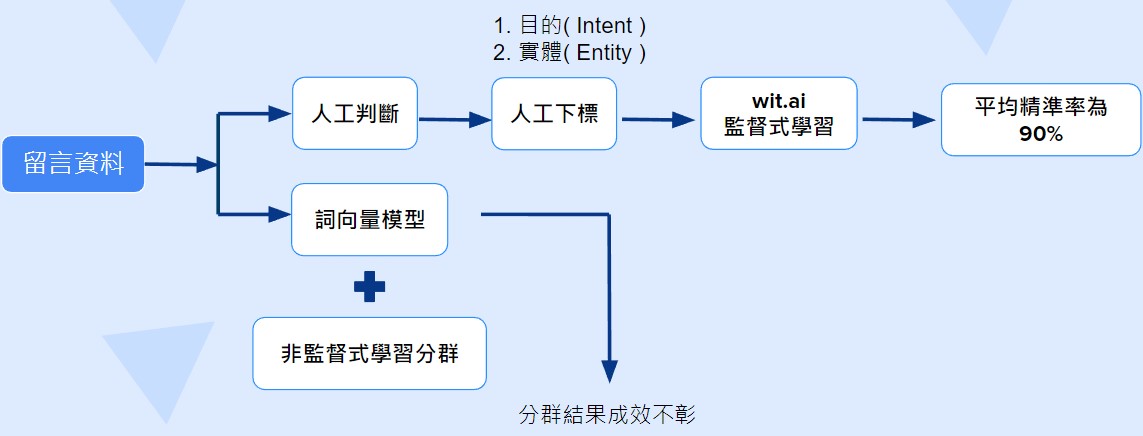 1. 目的( Intent )
2. 實體( Entity )
留言資料
人工判斷
人工下標
wit.ai
監督式學習
平均精準率為
90%
詞向量模型
非監督式學習分群
分群結果成效不彰